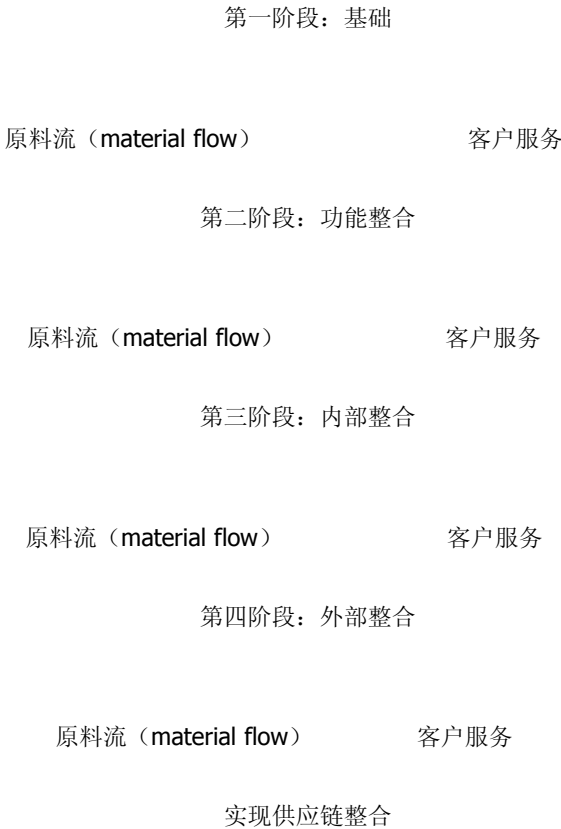 第一阶段：基础
原料流（material flow） 客户服务
第二阶段：功能整合
原料流（material flow） 客户服务
第三阶段：内部整合
原料流（material flow） 客户服务
第四阶段：外部整合
原料流（material flow） 客户服务
实现供应链整合